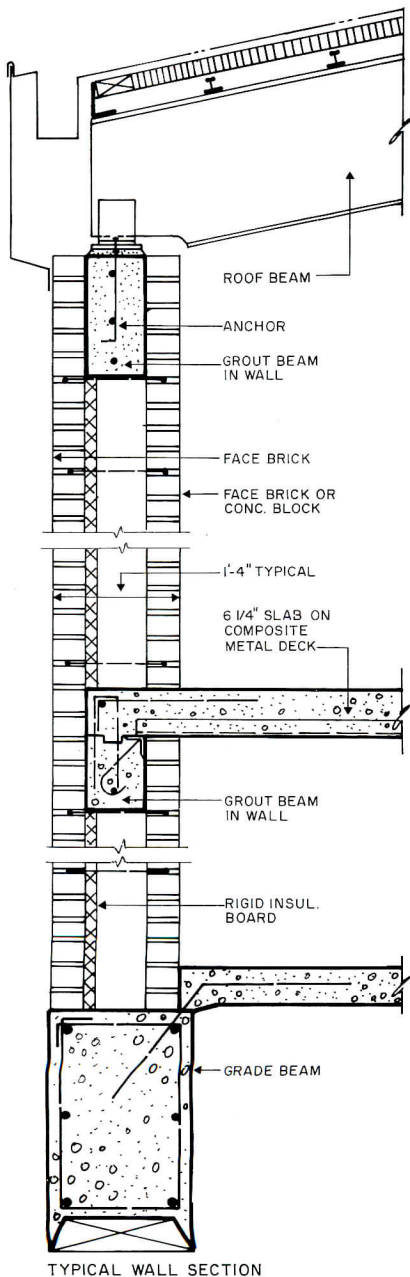 ROOF BEAM
ANCHOR
GROUT BEAM
IN WALL
FACE BRICK
FACE BRICK OR
CONC. BLOCK
1'-4" TYPICAL
6 1/4" SLAB ON
COMPOSITE
METAL DECK
GROUT BEAM
IN WALL
RIGID INSUL.
BOARD
GRADE BEAM
TYPICAL WALL SECTION